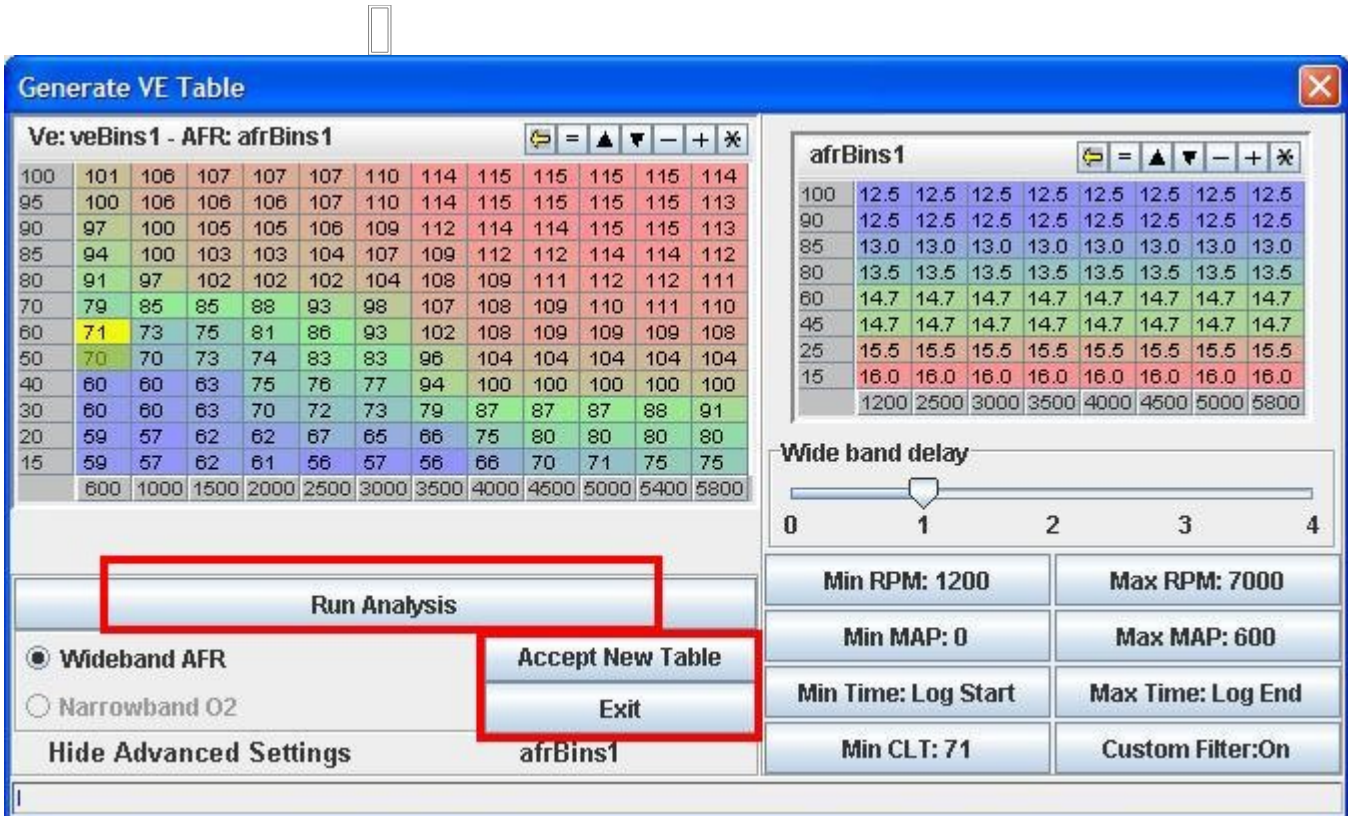 Generate VE Table
Ve: veBins1 - AFR: afrBins1
= - + *
100 101 106 107 107 107 110 114 115 115 115 115 114
95 100 106 106 106 107 110 114 115 115 115 115 113
90 97 100 105 105 106 109 112 114 114 115 115 113
85 94 100 103 103 104 107 109 112 112 114 114 112
80 91 97 102 102 102 104 108 109 111 112 112 111
70 79 85 85 88 93 98 107 108 109 110 111 110
60 71 73 75 81 86 93 102 108 109 109 109 108
50 70 70 73 74 83 83 96 104 104 104 104 104
40 60 60 63 75 76 77 94 100 100 100 100 100
30 60 60 63 70 72 73 79 87 87 87 88 91
20 59 57 62 62 67 65 66 75 80 80 80 80
15 59 57 62 61 56 57 56 66 70 71 75 75
600 1000 1500 2000 2500 3000 3500 4000 4500 5000 5400 5800
Run Analysis
Wideband AFR
Narrowband O2
Accept New Table
Exit
Hide Advanced Settings
afrBins1
afrBins1
= - + *
100 12.5 12.5 12.5 12.5 12.5 12.5 12.5 12.5
90 12.5 12.5 12.5 12.5 12.5 12.5 12.5 12.5
85 13.0 13.0 13.0 13.0 13.0 13.0 13.0 13.0
80 13.5 13.5 13.5 13.5 13.5 13.5 13.5 13.5
60 14.7 14.7 14.7 14.7 14.7 14.7 14.7 14.7
45 14.7 14.7 14.7 14.7 14.7 14.7 14.7 14.7
25 15.5 15.5 15.5 15.5 15.5 15.5 15.5 15.5
15 16.0 16.0 16.0 16.0 16.0 16.0 16.0 16.0
1200 2500 3000 3500 4000 4500 5000 5800
Wide band delay
0 1 2 3 4
Min RPM: 1200
Max RPM: 7000
Min MAP: 0
Max MAP: 600
Min Time: Log Start
Max Time: Log End
Min CLT: 71
Custom Filter:On